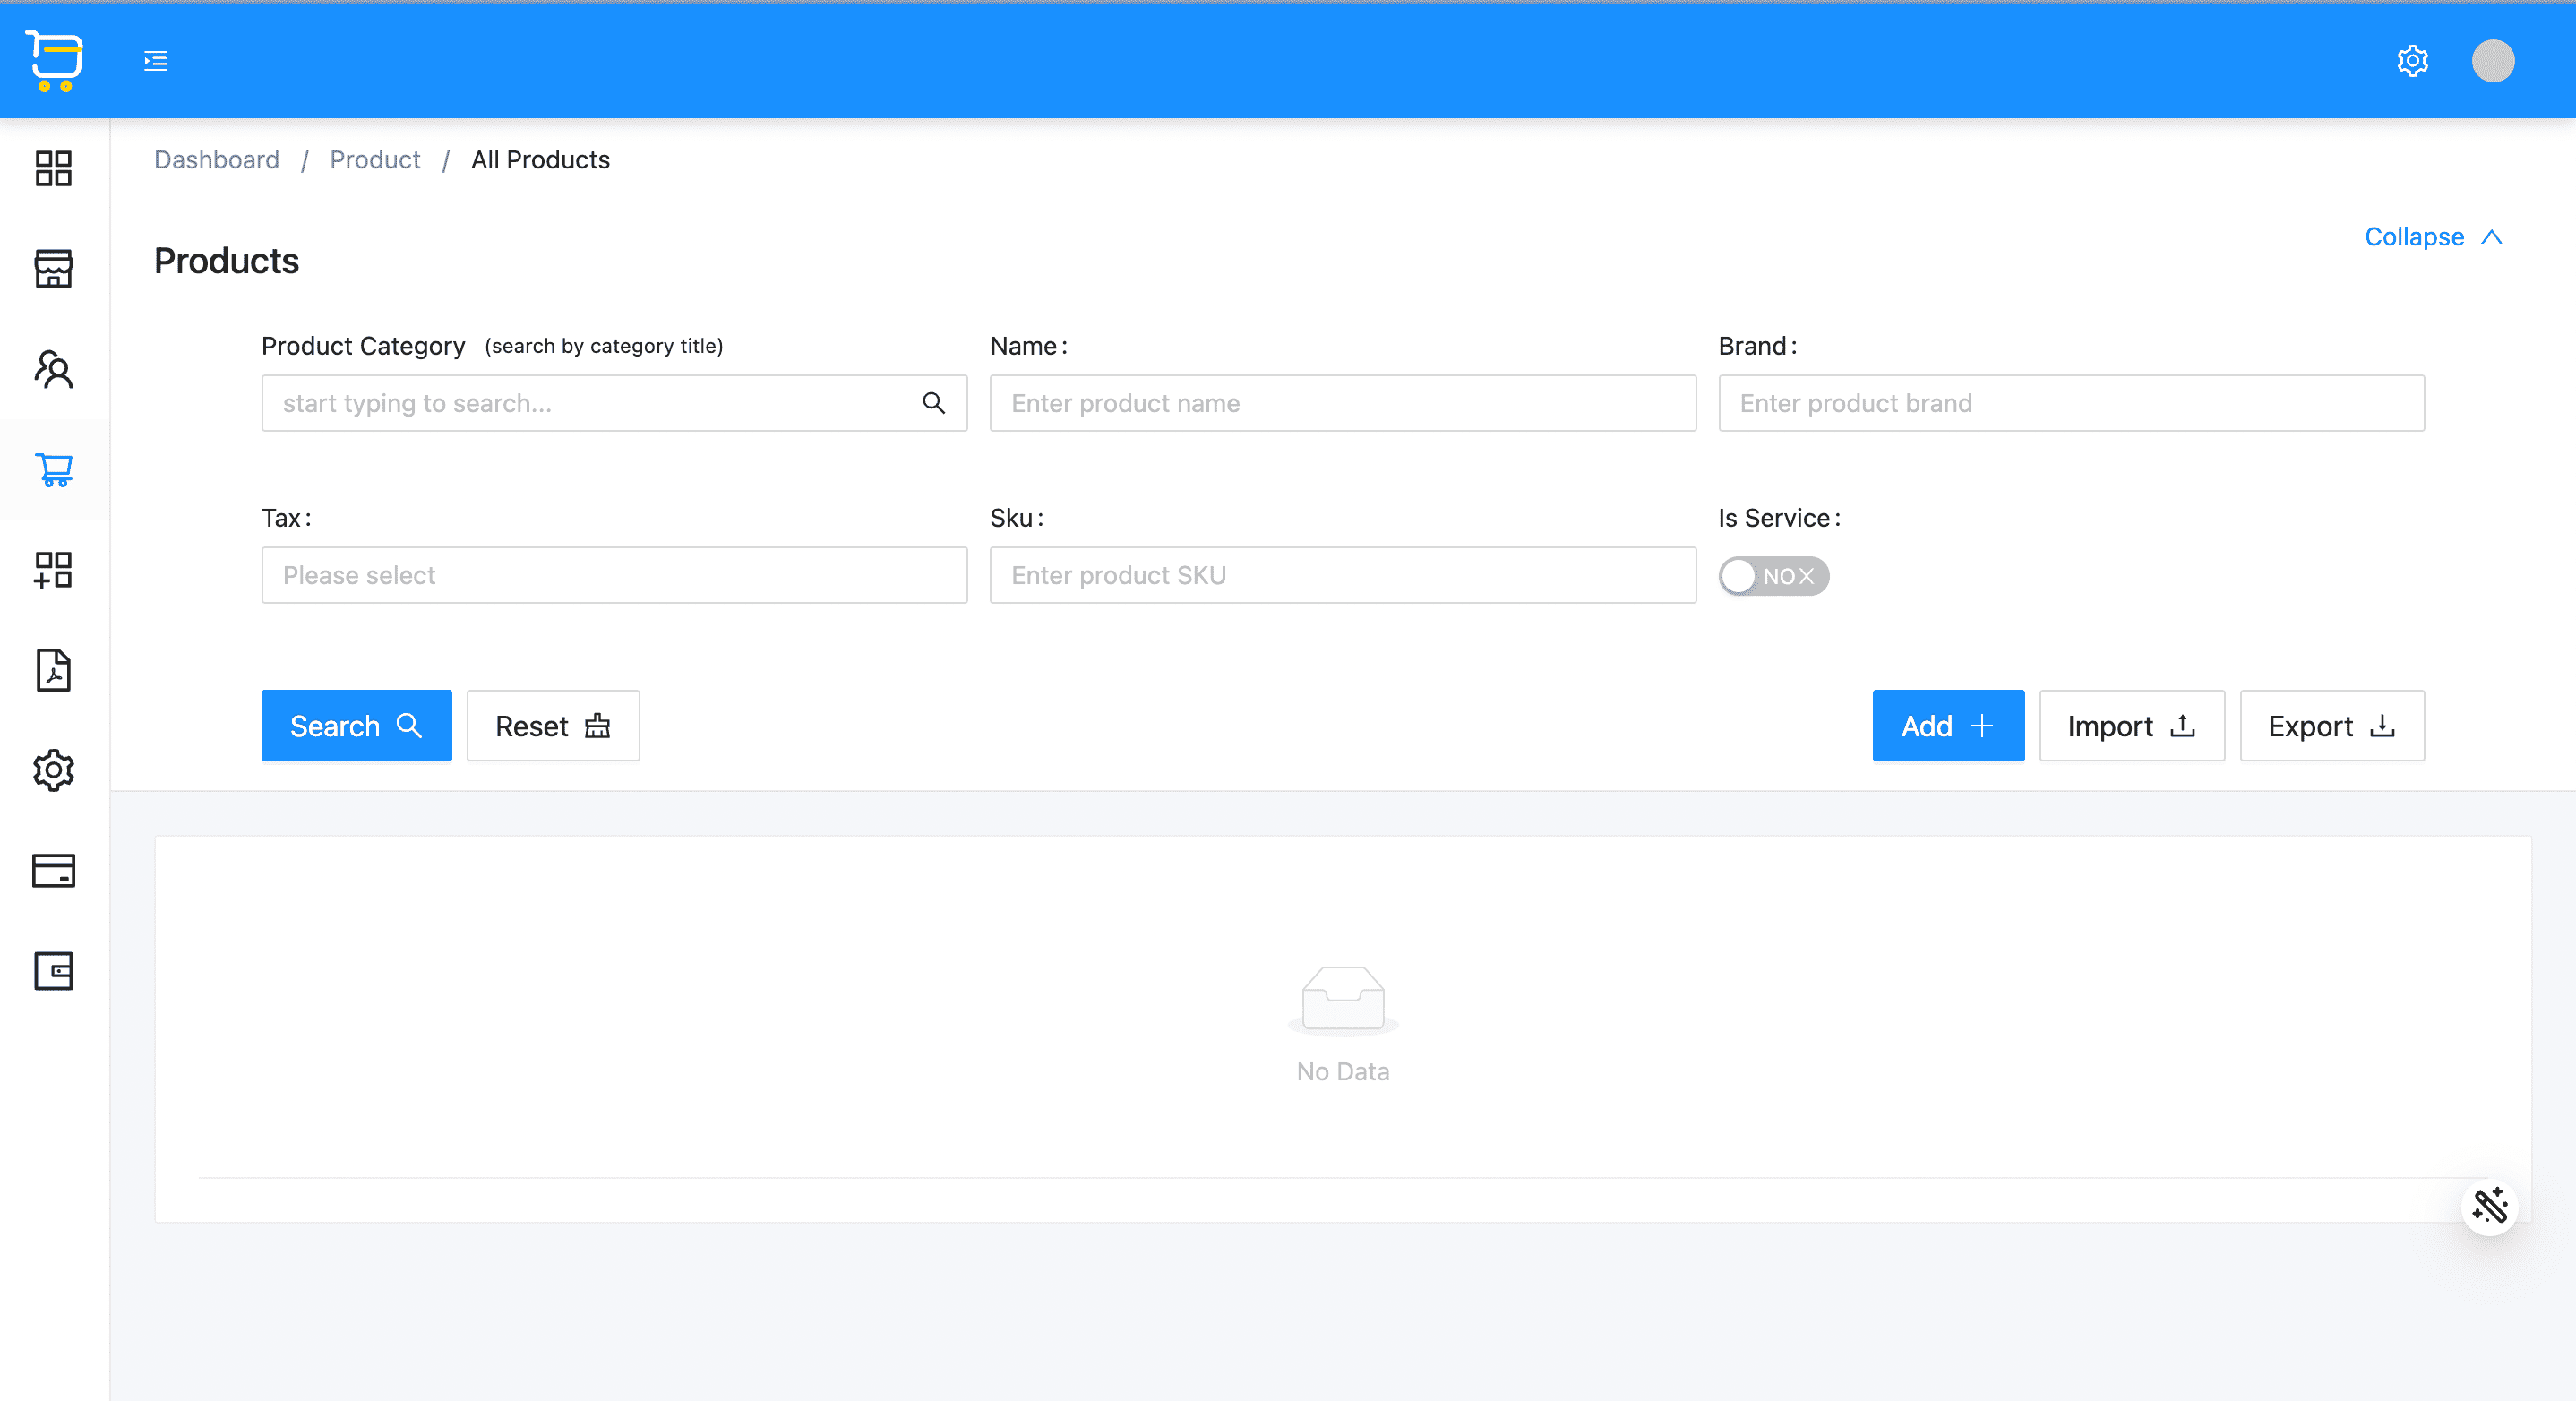 Dashboard / Product / All Products
Collapse
Products
Product Category (search by category title)
start typing to search...
Name:
Enter product name
Brand:
Enter product brand
Tax:
Please select
Sku:
Enter product SKU
Is Service:
NO
Search
Reset
Add
Import
Export
No Data